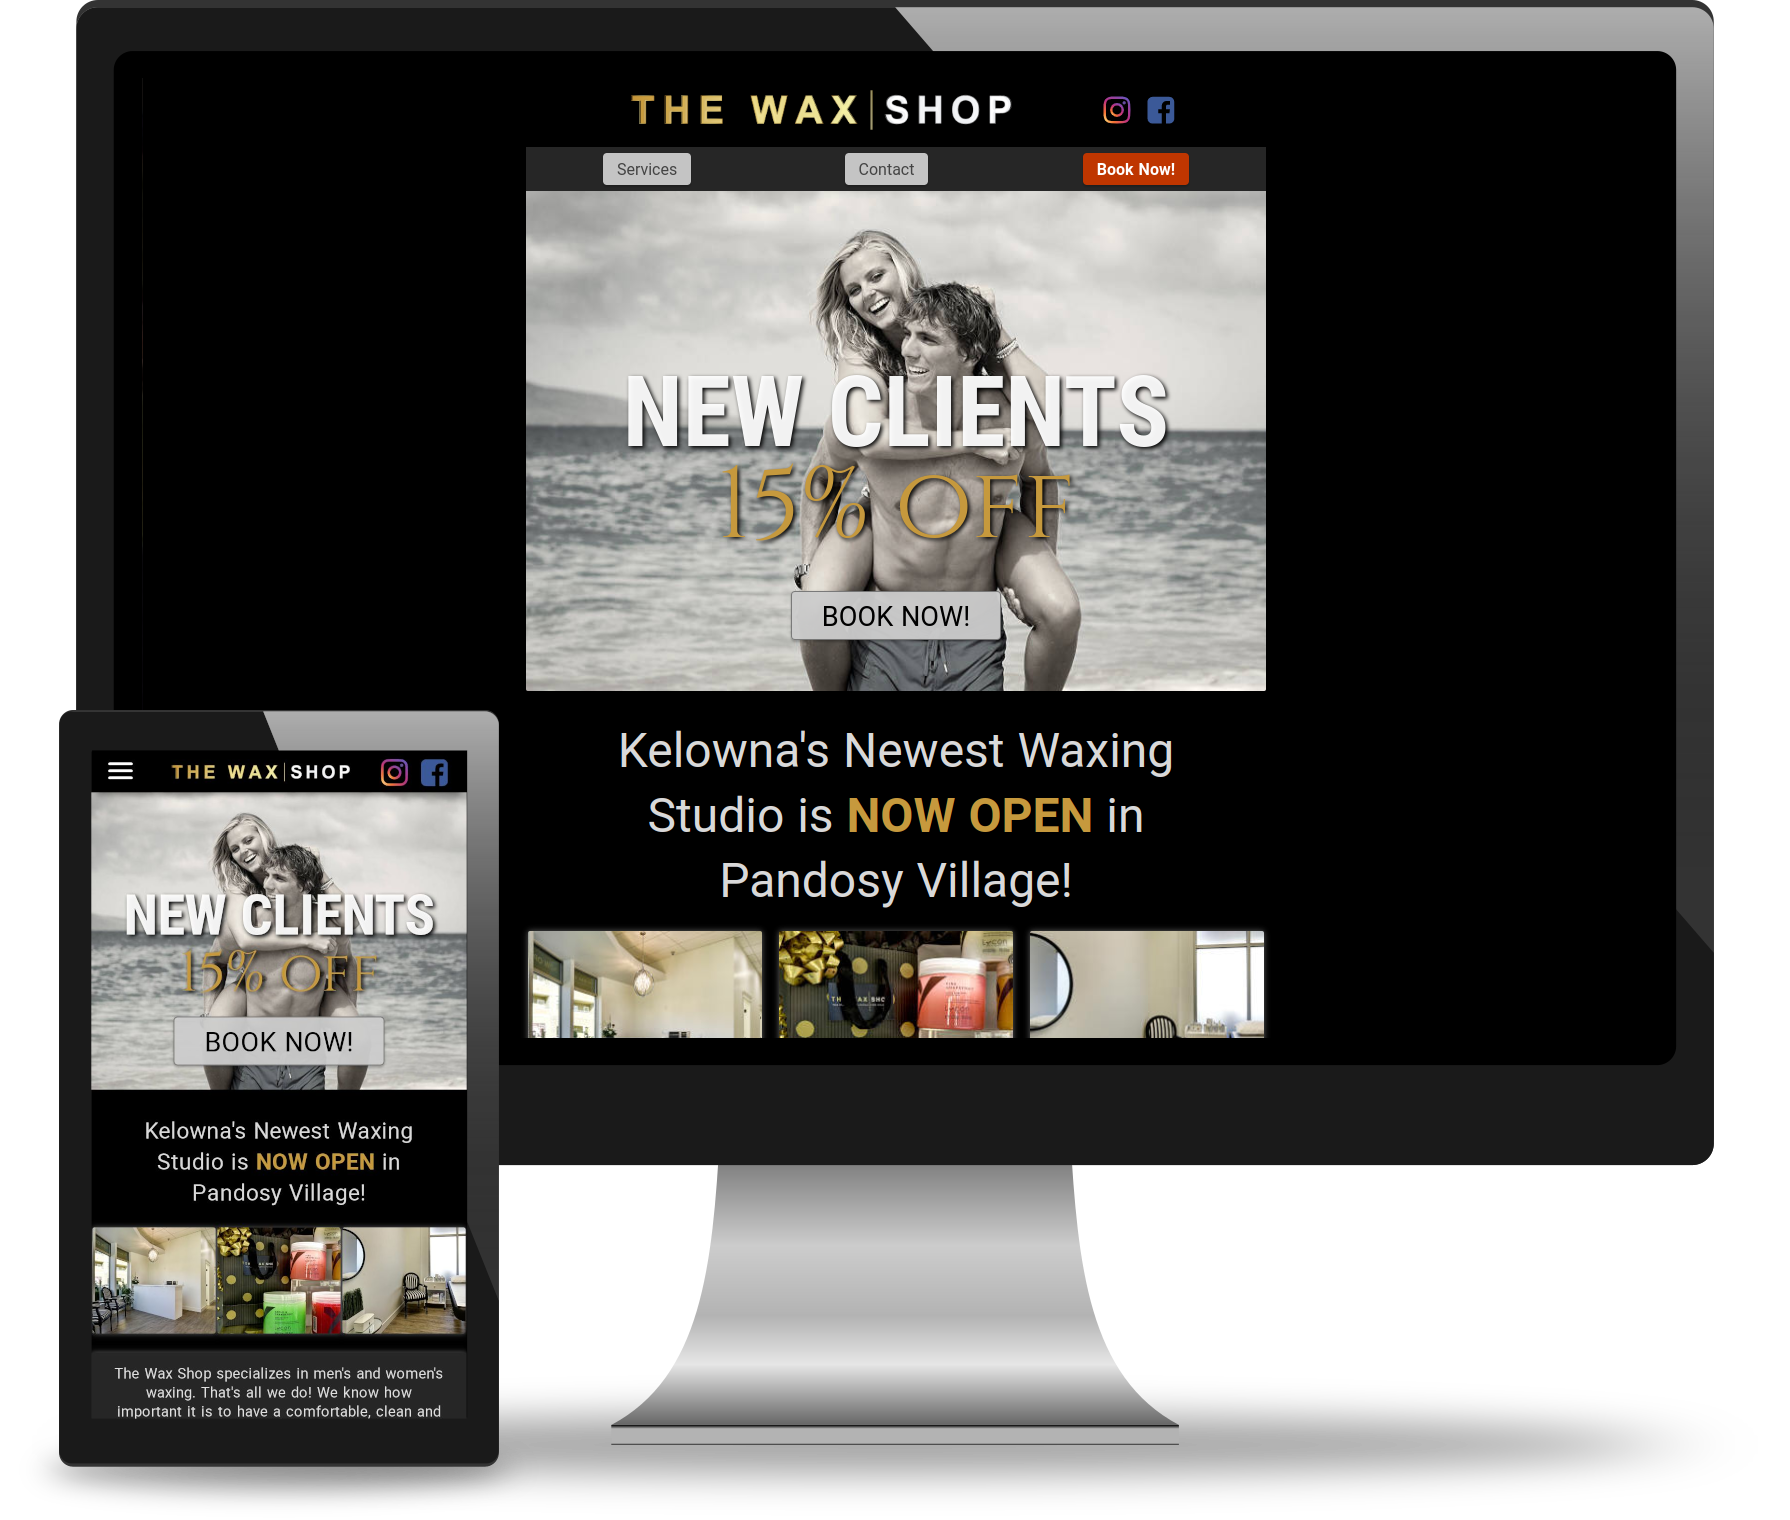 THE WAX|SHOP
Services Contact Book Now!
NEW CLIENTS
15% OFF
BOOK NOW!
Kelowna's Newest Waxing
Studio is NOW OPEN in
Pandosy Village!
THE WAX|SHOP
NEW CLIENTS
15% OFF
BOOK NOW!
Kelowna's Newest Waxing
Studio is NOW OPEN in
Pandosy Village!
The Wax Shop specializes in men's and women's
waxing. That's all we do! We know how
important it is to have a comfortable, clean and